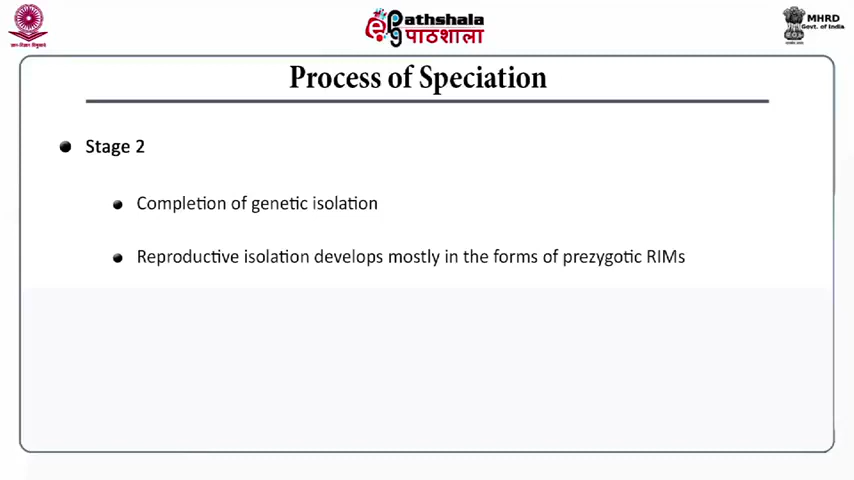 Pathshala
पाठशाला
MHRD
Govt. of India
Process of Speciation
Stage 2
Completion of genetic isolation
Reproductive isolation develops mostly in the forms of prezygotic RIMs